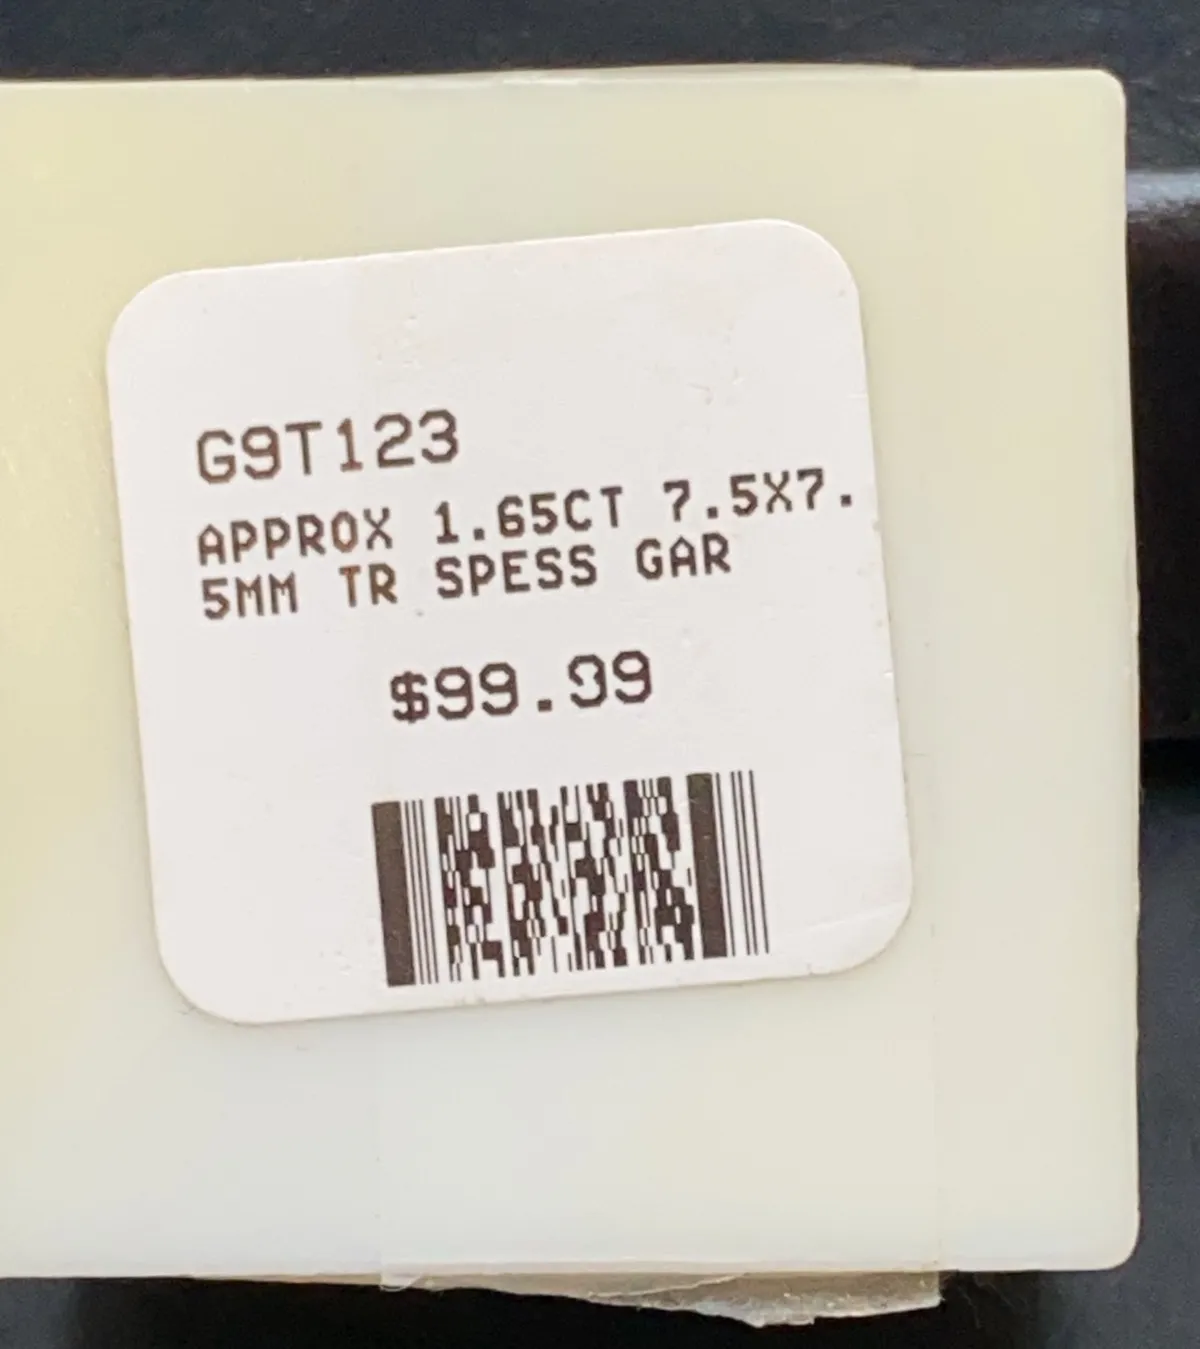 G9T123
APPROX 1.65CT 7.5X7.
5MM TR SPESS GAR
$99.99